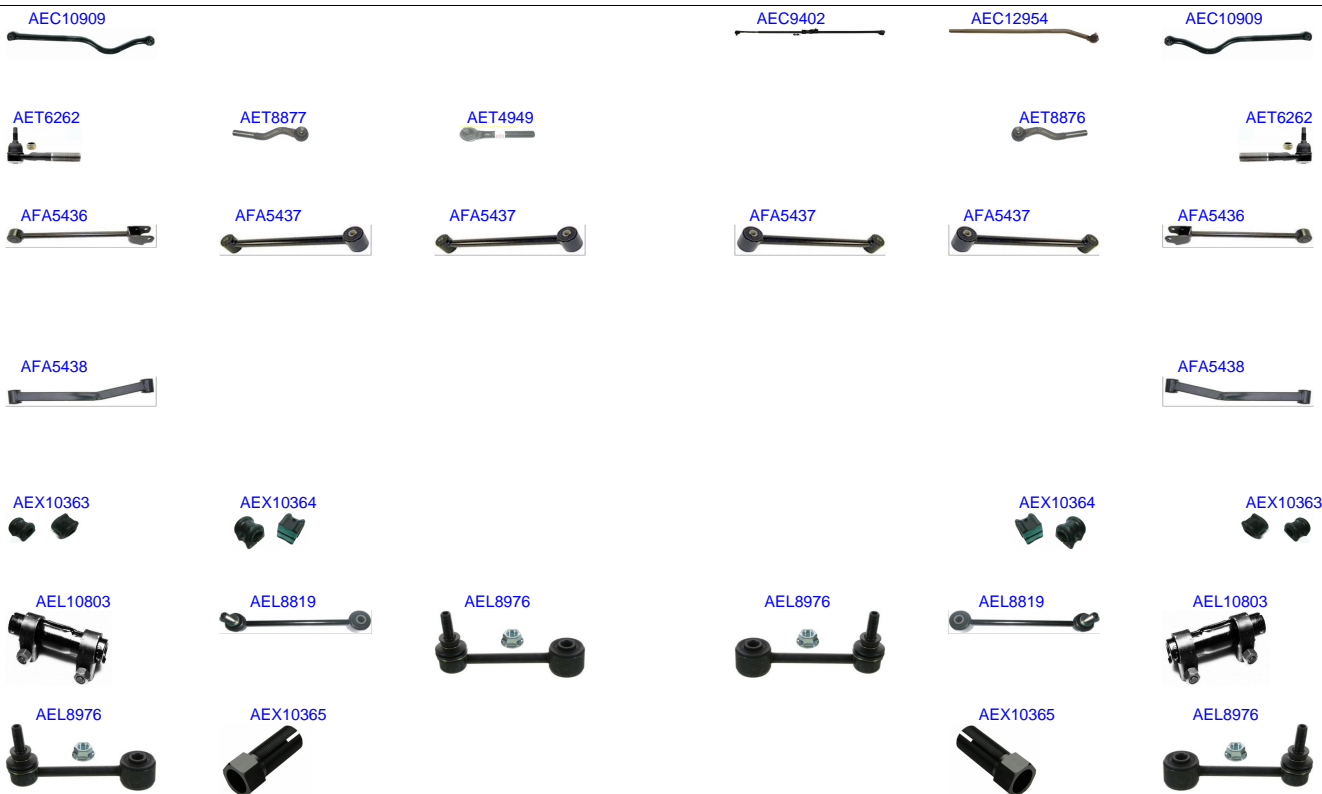 AEC10909 AEC9402 AEC12954 AEC10909
AET6262 AET8877 AET4949 AET8876 AET6262
AFA5436 AFA5437 AFA5437 AFA5437 AFA5437 AFA5436
AFA5438 AFA5438
AEX10363 AEX10364 AEX10364 AEX10363
AEL10803 AEL8819 AEL8976 AEL8976 AEL8819 AEL10803
AEL8976 AEX10365 AEX10365 AEL8976